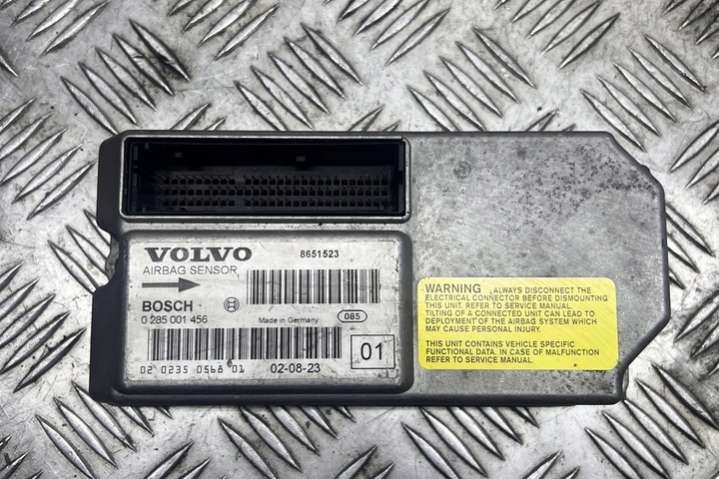 VOLVO 8651523
AIRBAG SENSOR
BOSCH
0 285 001 456 Made in Germany 085
01
02 0235 0568 01 02-08-23
WARNING ALWAYS DISCONNECT THE
ELECTRICAL CONNECTOR BEFORE DISMOUNTING
THIS UNIT. REFER TO SERVICE MANUAL.
TILTING OF A CONNECTED UNIT CAN LEAD TO
DEPLOYMENT OF THE AIRBAG SYSTEM WHICH
MAY CAUSE PERSONAL INJURY.
THIS UNIT CONTAINS VEHICLE SPECIFIC
FUNCTIONAL DATA. IN CASE OF MALFUNCTION
REFER TO SERVICE MANUAL.